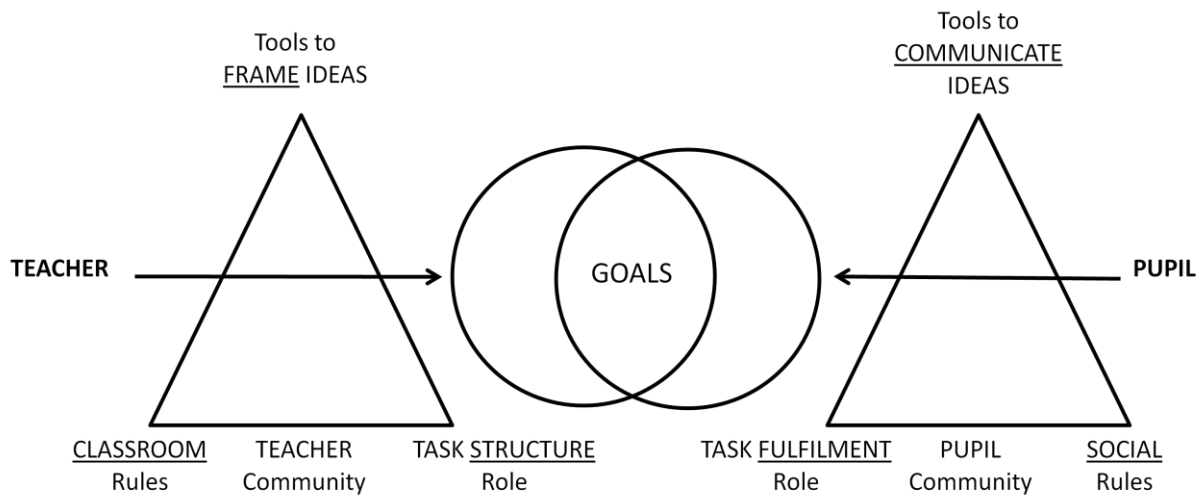 Tools to
FRAME IDEAS
Tools to
COMMUNICATE
IDEAS
TEACHER
GOALS
PUPIL
CLASSROOM
Rules
TEACHER
Community
TASK STRUCTURE
Role
TASK FULFILMENT
Role
PUPIL
Community
SOCIAL
Rules